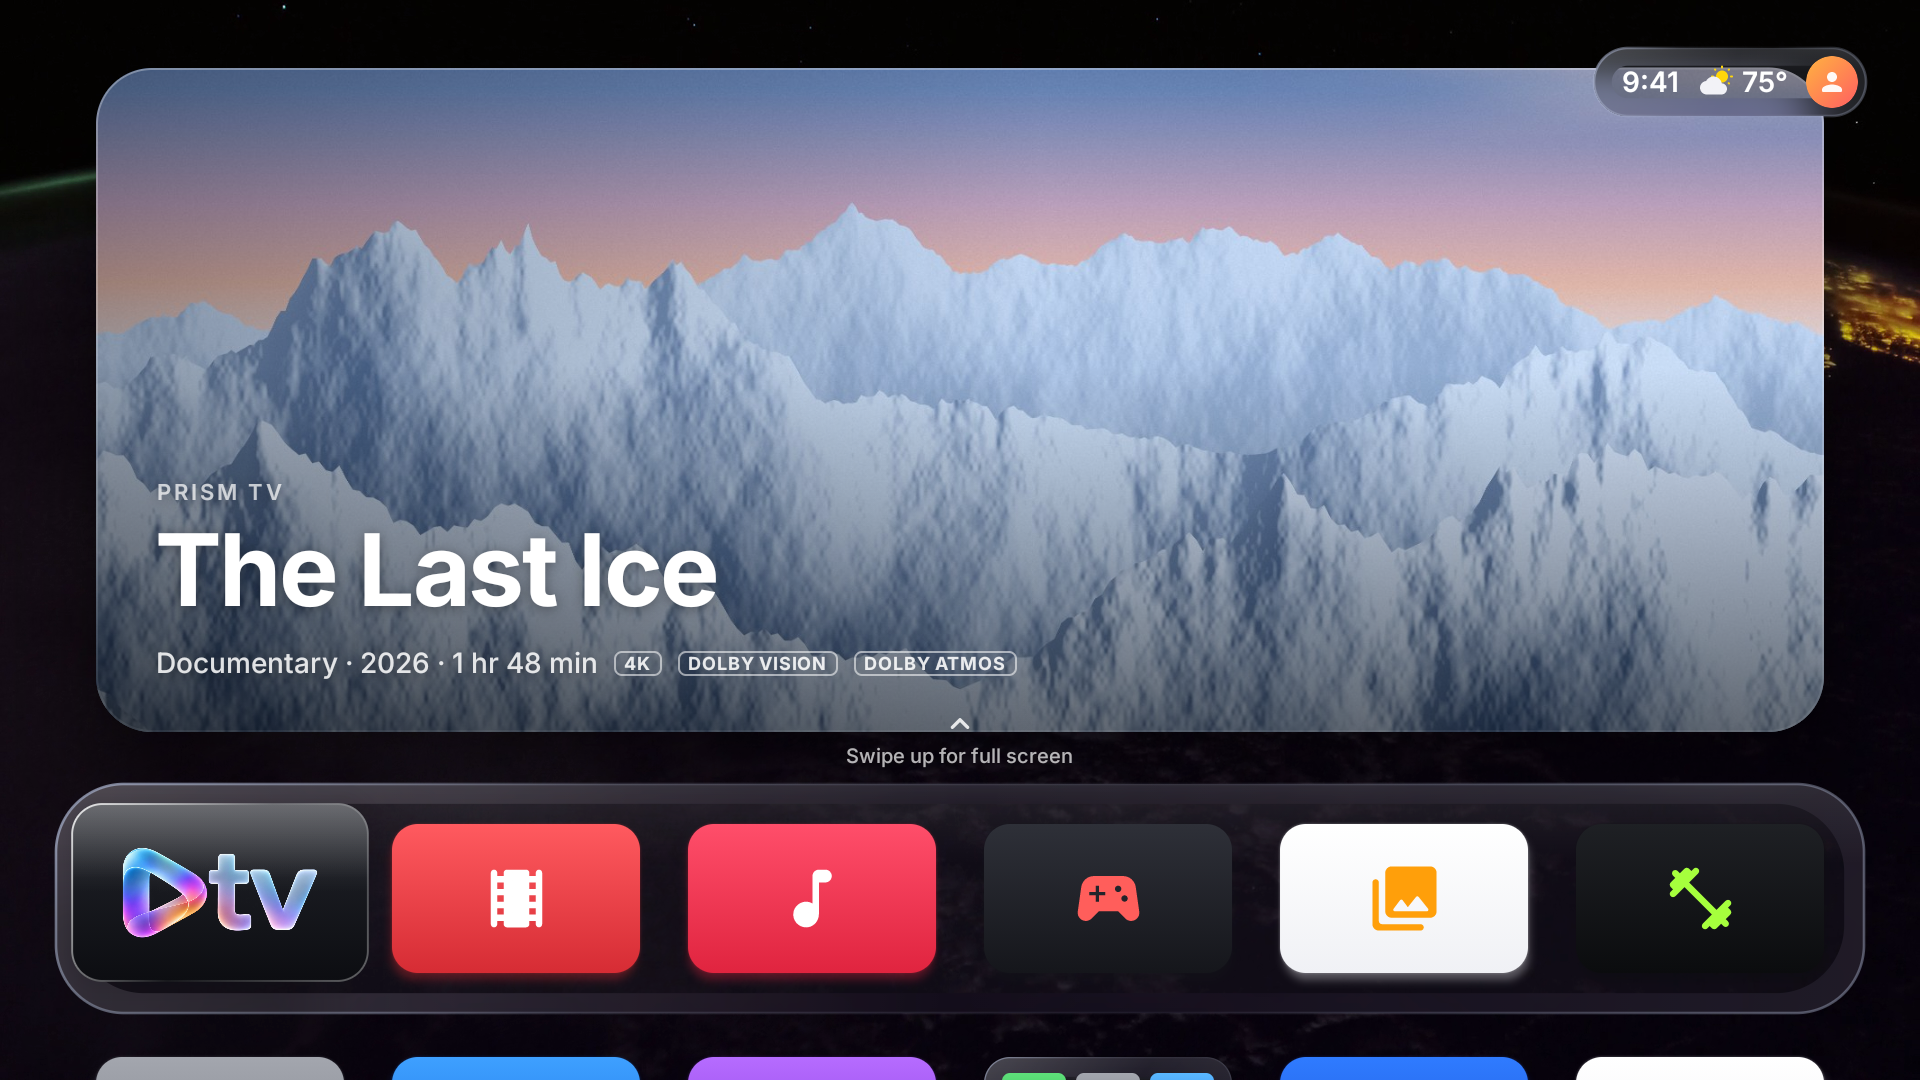 9:41 75°
PRISM TV
The Last Ice
Documentary · 2026 · 1 hr 48 min 4K DOLBY VISION DOLBY ATMOS
Swipe up for full screen
tv